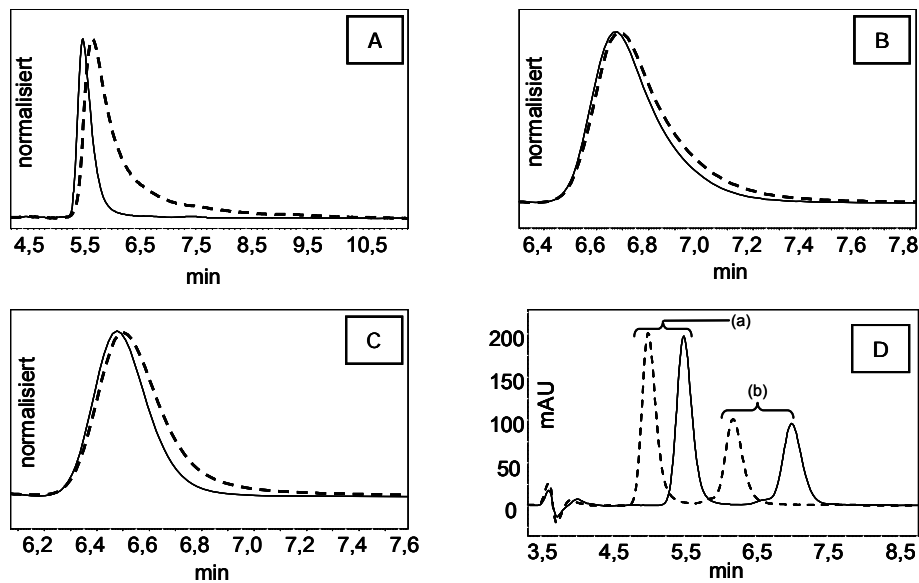 A
normalisiert
4,5 5,5 6,5 7,5 8,5 9,5 10,5
min
B
normalisiert
6,4 6,6 6,8 7,0 7,2 7,4 7,6 7,8
min
C
normalisiert
6,2 6,4 6,6 6,8 7,0 7,2 7,4 7,6
min
D
(a)
(b)
mAU
200
150
100
50
0
3,5 4,5 5,5 6,5 7,5 8,5
min